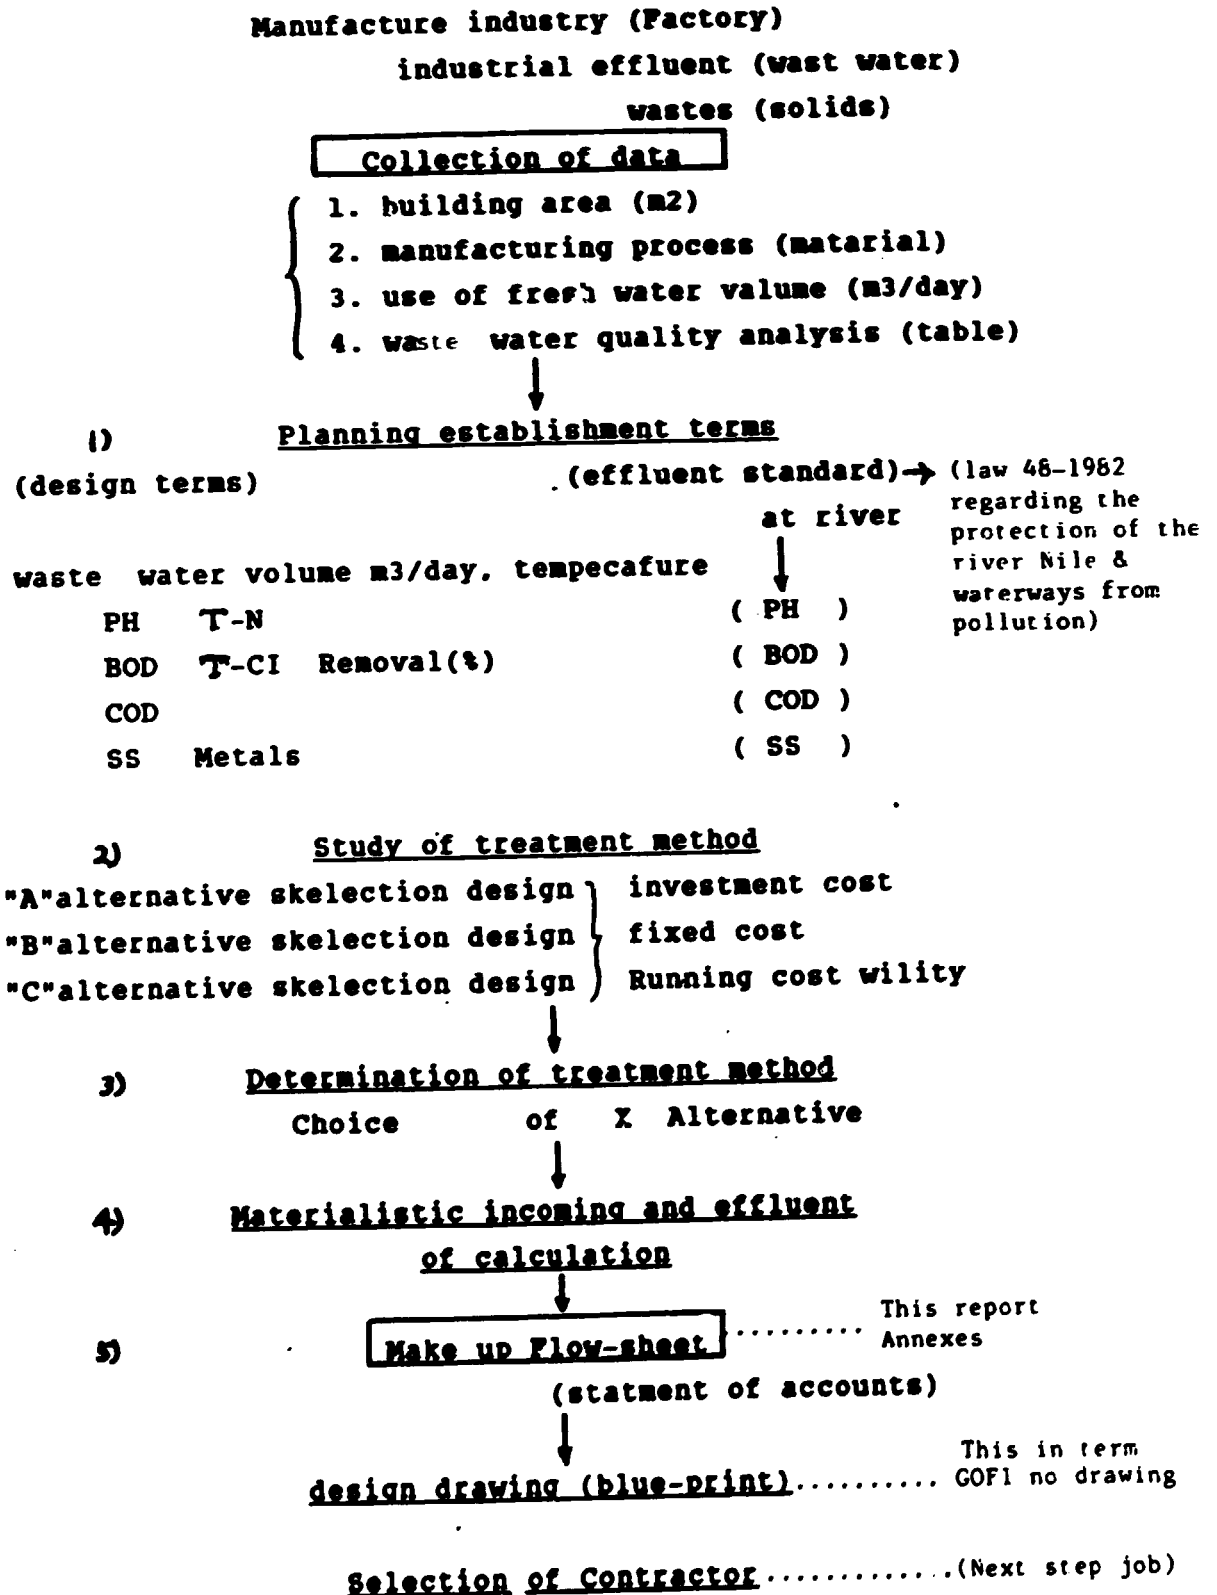 Manufacture industry (Factory)
industrial effluent (wast water)
wastes (solids)
Collection of data
1. building area (m2)
2. manufacturing process (matarial)
3. use of fresh water valume (m3/day)
4. waste water quality analysis (table)
1) Planning establishment terms
(design terms) (effluent standard)→ (law 48-1982
at river regarding the
protection of the
waste water volume m3/day, tempecafure river Nile &
waterways from
PH T-N ( PH ) pollution)
BOD T-CI Removal(%) ( BOD )
COD ( COD )
SS Metals ( SS )
2) Study of treatment method
"A"alternative skelection design investment cost
"B"alternative skelection design fixed cost
"C"alternative skelection design Running cost wility
3) Determination of treatment method
Choice of X Alternative
4) Materialistic incoming and effluent
of calculation
This report
5) Make up Flow-sheet ......... Annexes
(statment of accounts)
This in term
design drawing (blue-print).......... GOFI no drawing
Selection of Contractor.............(Next step job)